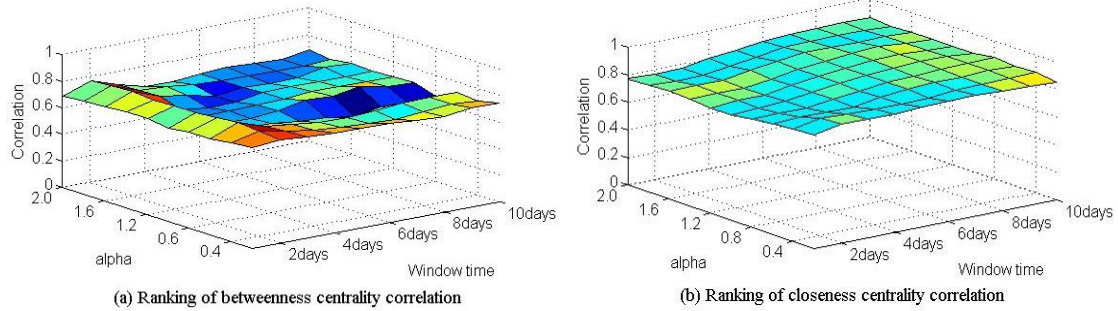 1
0.8
0.6
0.4
0.2
0
Correlation
2.0
1.6
1.2
0.6
0.4
alpha
2days
4days
6days
8days
10days
Window time
(a) Ranking of betweenness centrality correlation
1
0.8
0.6
0.4
0.2
0
Correlation
2.0
1.6
1.2
0.8
0.4
alpha
2days
4days
6days
8days
10days
Window time
(b) Ranking of closeness centrality correlation